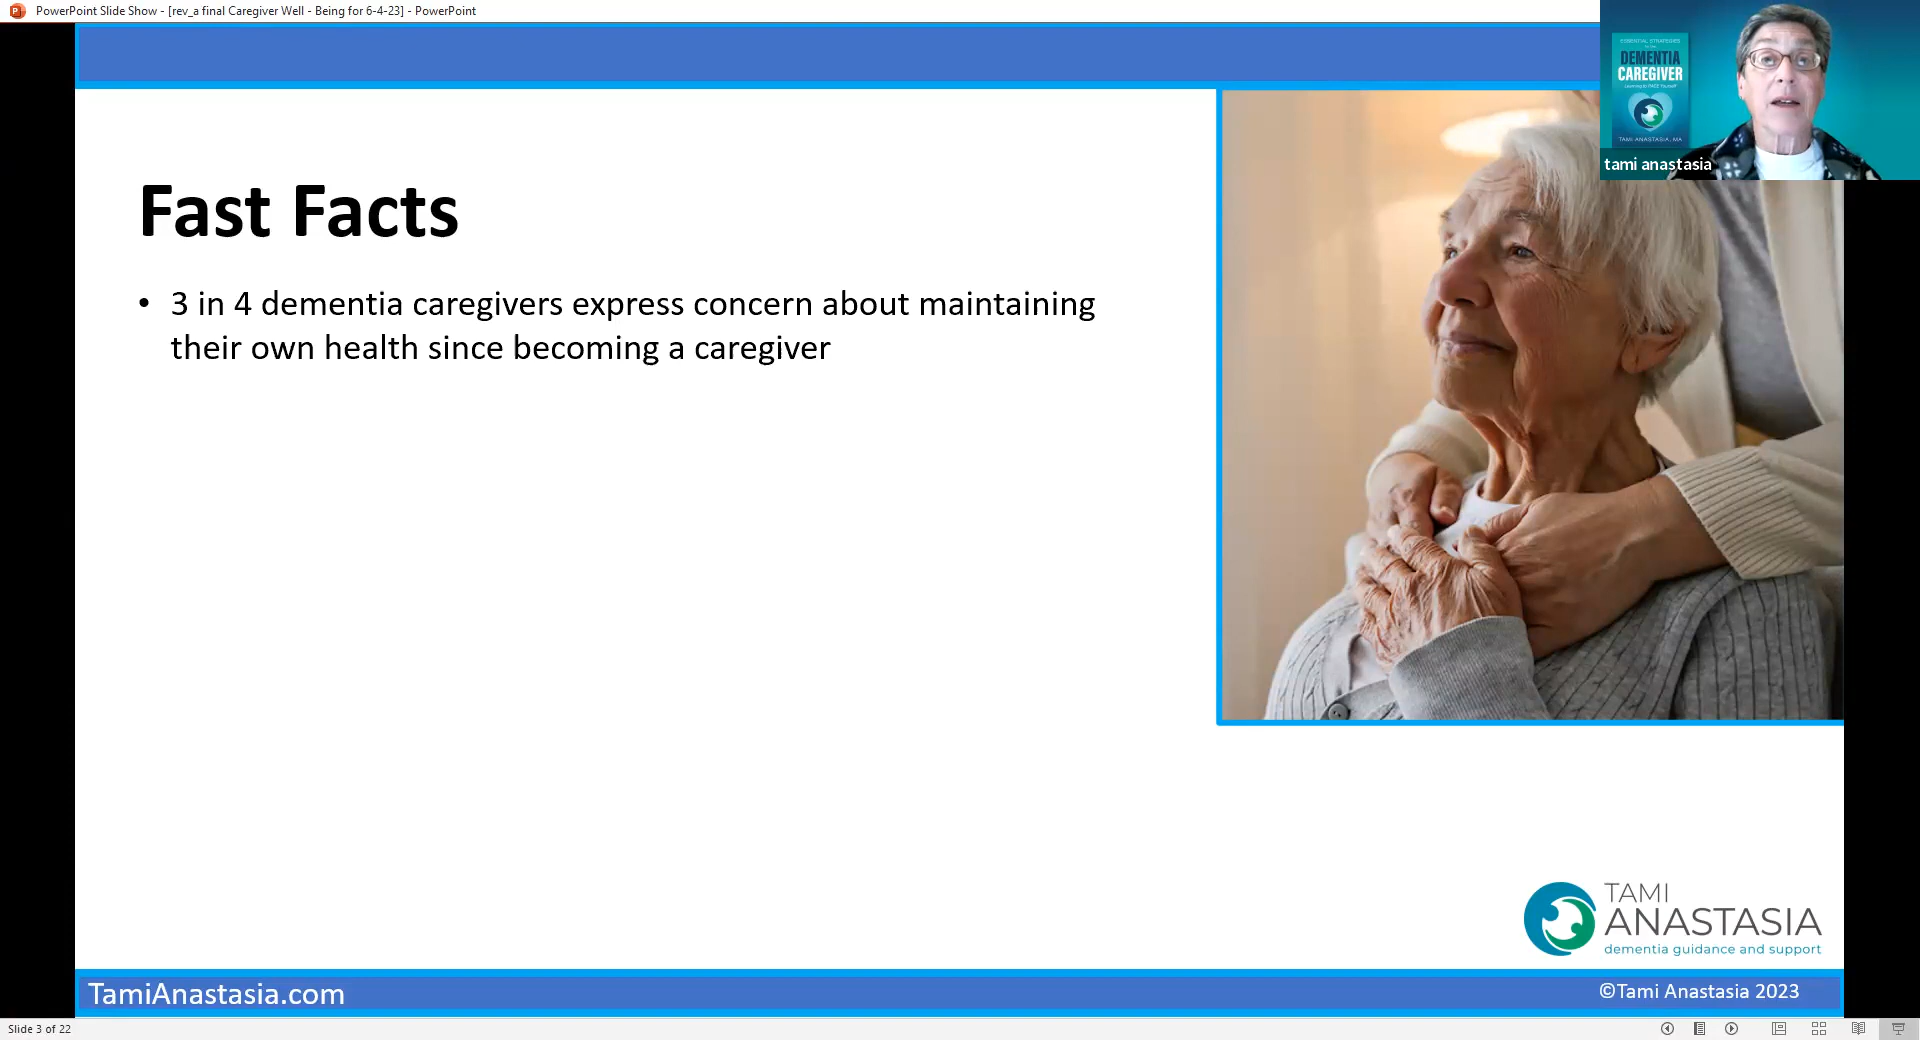 PowerPoint Slide Show - [rev_a final Caregiver Well - Being for 6-4-23] - PowerPoint
ESSENTIAL STRATEGIES
DEMENTIA
CAREGIVER
Learning to PACE Yourself
TAMI ANASTASIA, MA
tami anastasia
Fast Facts
• 3 in 4 dementia caregivers express concern about maintaining
their own health since becoming a caregiver
TAMI
ANASTASIA
dementia guidance and support
TamiAnastasia.com
©Tami Anastasia 2023
Slide 3 of 22